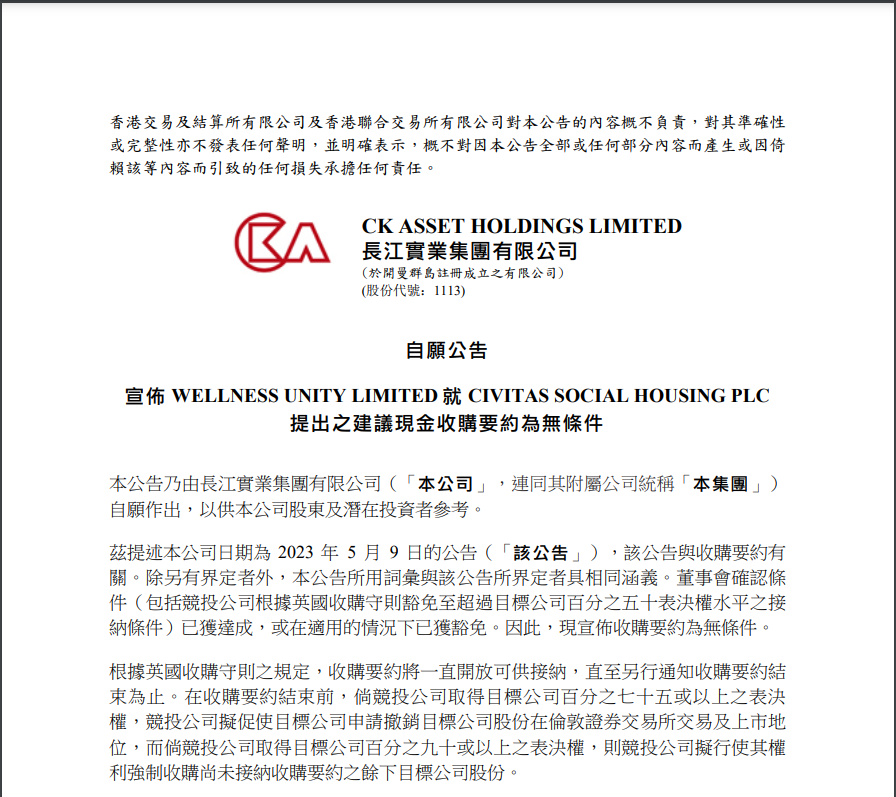 香港交易及結算所有限公司及香港聯合交易所有限公司對本公告的內容概不負責，對其準確性
或完整性亦不發表任何聲明，並明確表示，概不對因本公告全部或任何部分內容而產生或因倚
賴該等內容而引致的任何損失承擔任何責任。
CK ASSET HOLDINGS LIMITED
長江實業集團有限公司
（於開曼群島註冊成立之有限公司）
(股份代號：1113)
自願公告
宣佈 WELLNESS UNITY LIMITED 就 CIVITAS SOCIAL HOUSING PLC
提出之建議現金收購要約為無條件
本公告乃由長江實業集團有限公司（「本公司」，連同其附屬公司統稱「本集團」）
自願作出，以供本公司股東及潛在投資者參考。
茲提述本公司日期為 2023 年 5 月 9 日的公告（「該公告」），該公告與收購要約有
關。除另有界定者外，本公告所用詞彙與該公告所界定者具相同涵義。董事會確認條
件（包括競投公司根據英國收購守則豁免至超過目標公司百分之五十表決權水平之接
納條件）已獲達成，或在適用的情況下已獲豁免。因此，現宣佈收購要約為無條件。
根據英國收購守則之規定，收購要約將一直開放可供接納，直至另行通知收購要約結
束為止。在收購要約結束前，倘競投公司取得目標公司百分之七十五或以上之表決
權，競投公司擬促使目標公司申請撤銷目標公司股份在倫敦證券交易所交易及上市地
位，而倘競投公司取得目標公司百分之九十或以上之表決權，則競投公司擬行使其權
利強制收購尚未接納收購要約之餘下目標公司股份。